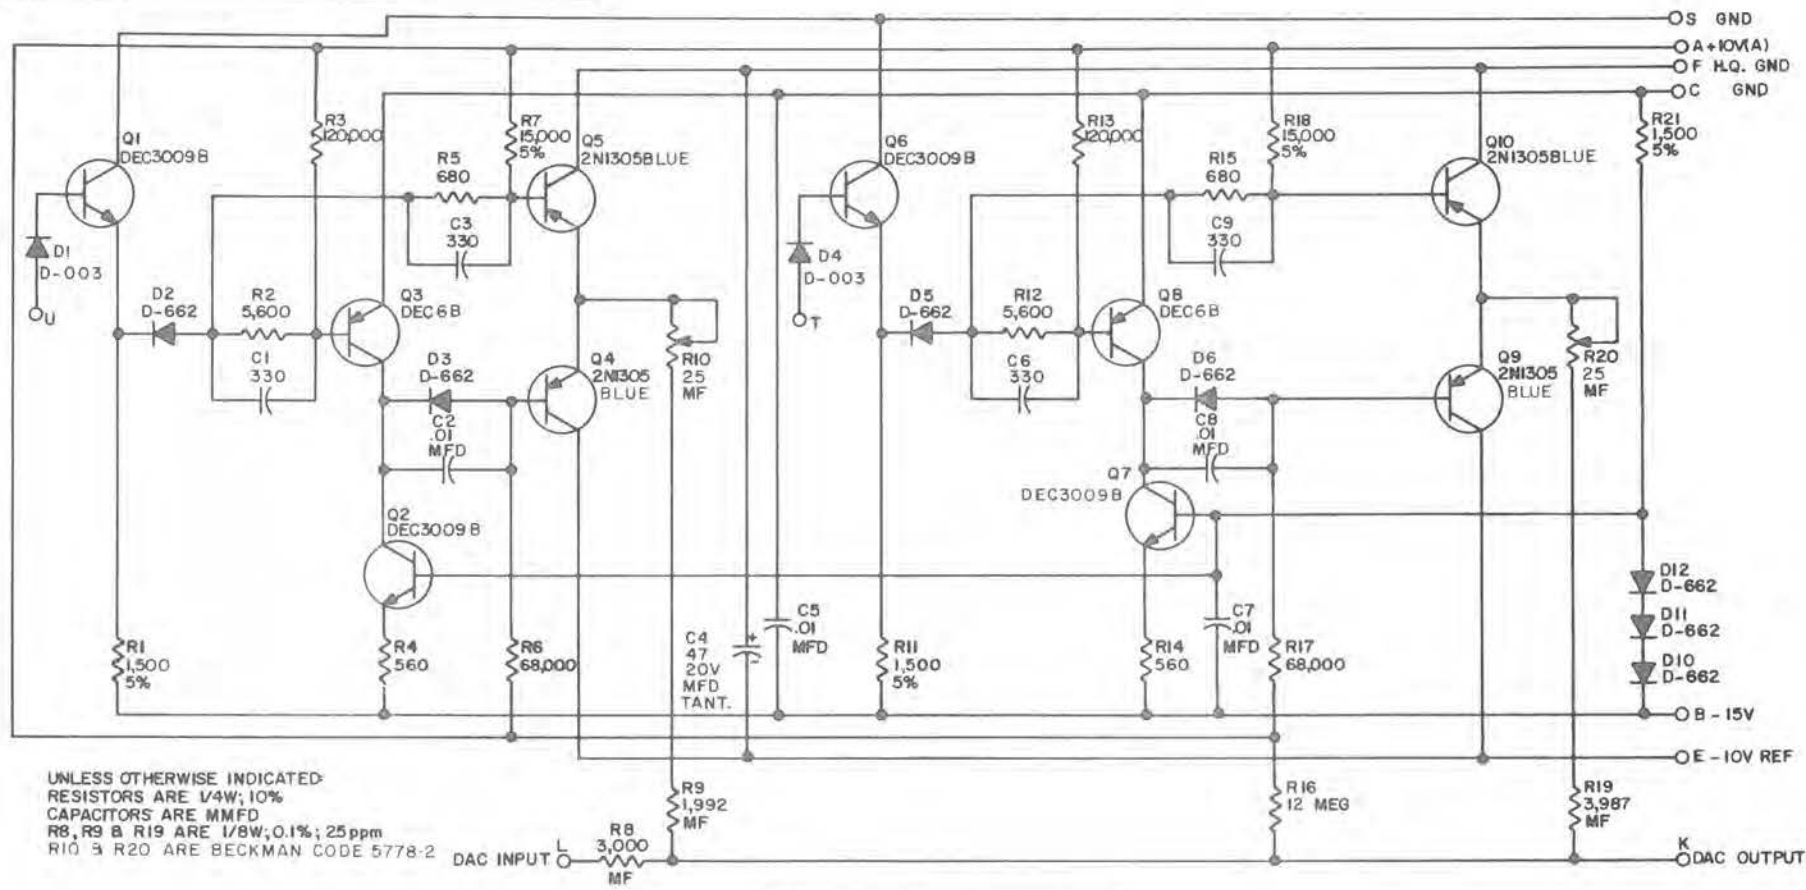 S GND
A+10V(A)
F H.Q. GND
C GND
Q1
DEC3009B
R3
120,000
R7
15,000
5%
Q5
2N1305BLUE
R5
680
C3
330
D1
D-003
U
D2
D-662
R2
5,600
C1
330
Q3
DEC6B
D3
D-662
C2
.01
MFD
Q4
2N1305
BLUE
R10
25
MF
Q2
DEC3009B
R1
1,500
5%
R4
560
R6
68,000
C4
47
20V
MFD
TANT.
+
-
C5
.01
MFD
Q6
DEC3009B
R13
120,000
R18
15,000
5%
R15
680
C9
330
Q10
2N1305BLUE
R21
1,500
5%
D4
D-003
T
D5
D-662
R12
5,600
C6
330
Q8
DEC6B
D6
D-662
C8
.01
MFD
Q9
2N1305
BLUE
R20
25
MF
Q7
DEC3009B
D12
D-662
D11
D-662
D10
D-662
R11
1,500
5%
R14
560
C7
.01
MFD
R17
68,000
B -15V
E -10V REF
R9
1,992
MF
R16
12 MEG
R19
3,987
MF
L
DAC INPUT
R8
3,000
MF
K
DAC OUTPUT
UNLESS OTHERWISE INDICATED:
RESISTORS ARE 1/4W; 10%
CAPACITORS ARE MMFD
R8, R9 & R19 ARE 1/8W; 0.1%; 25ppm
R10 & R20 ARE BECKMAN CODE 5778-2